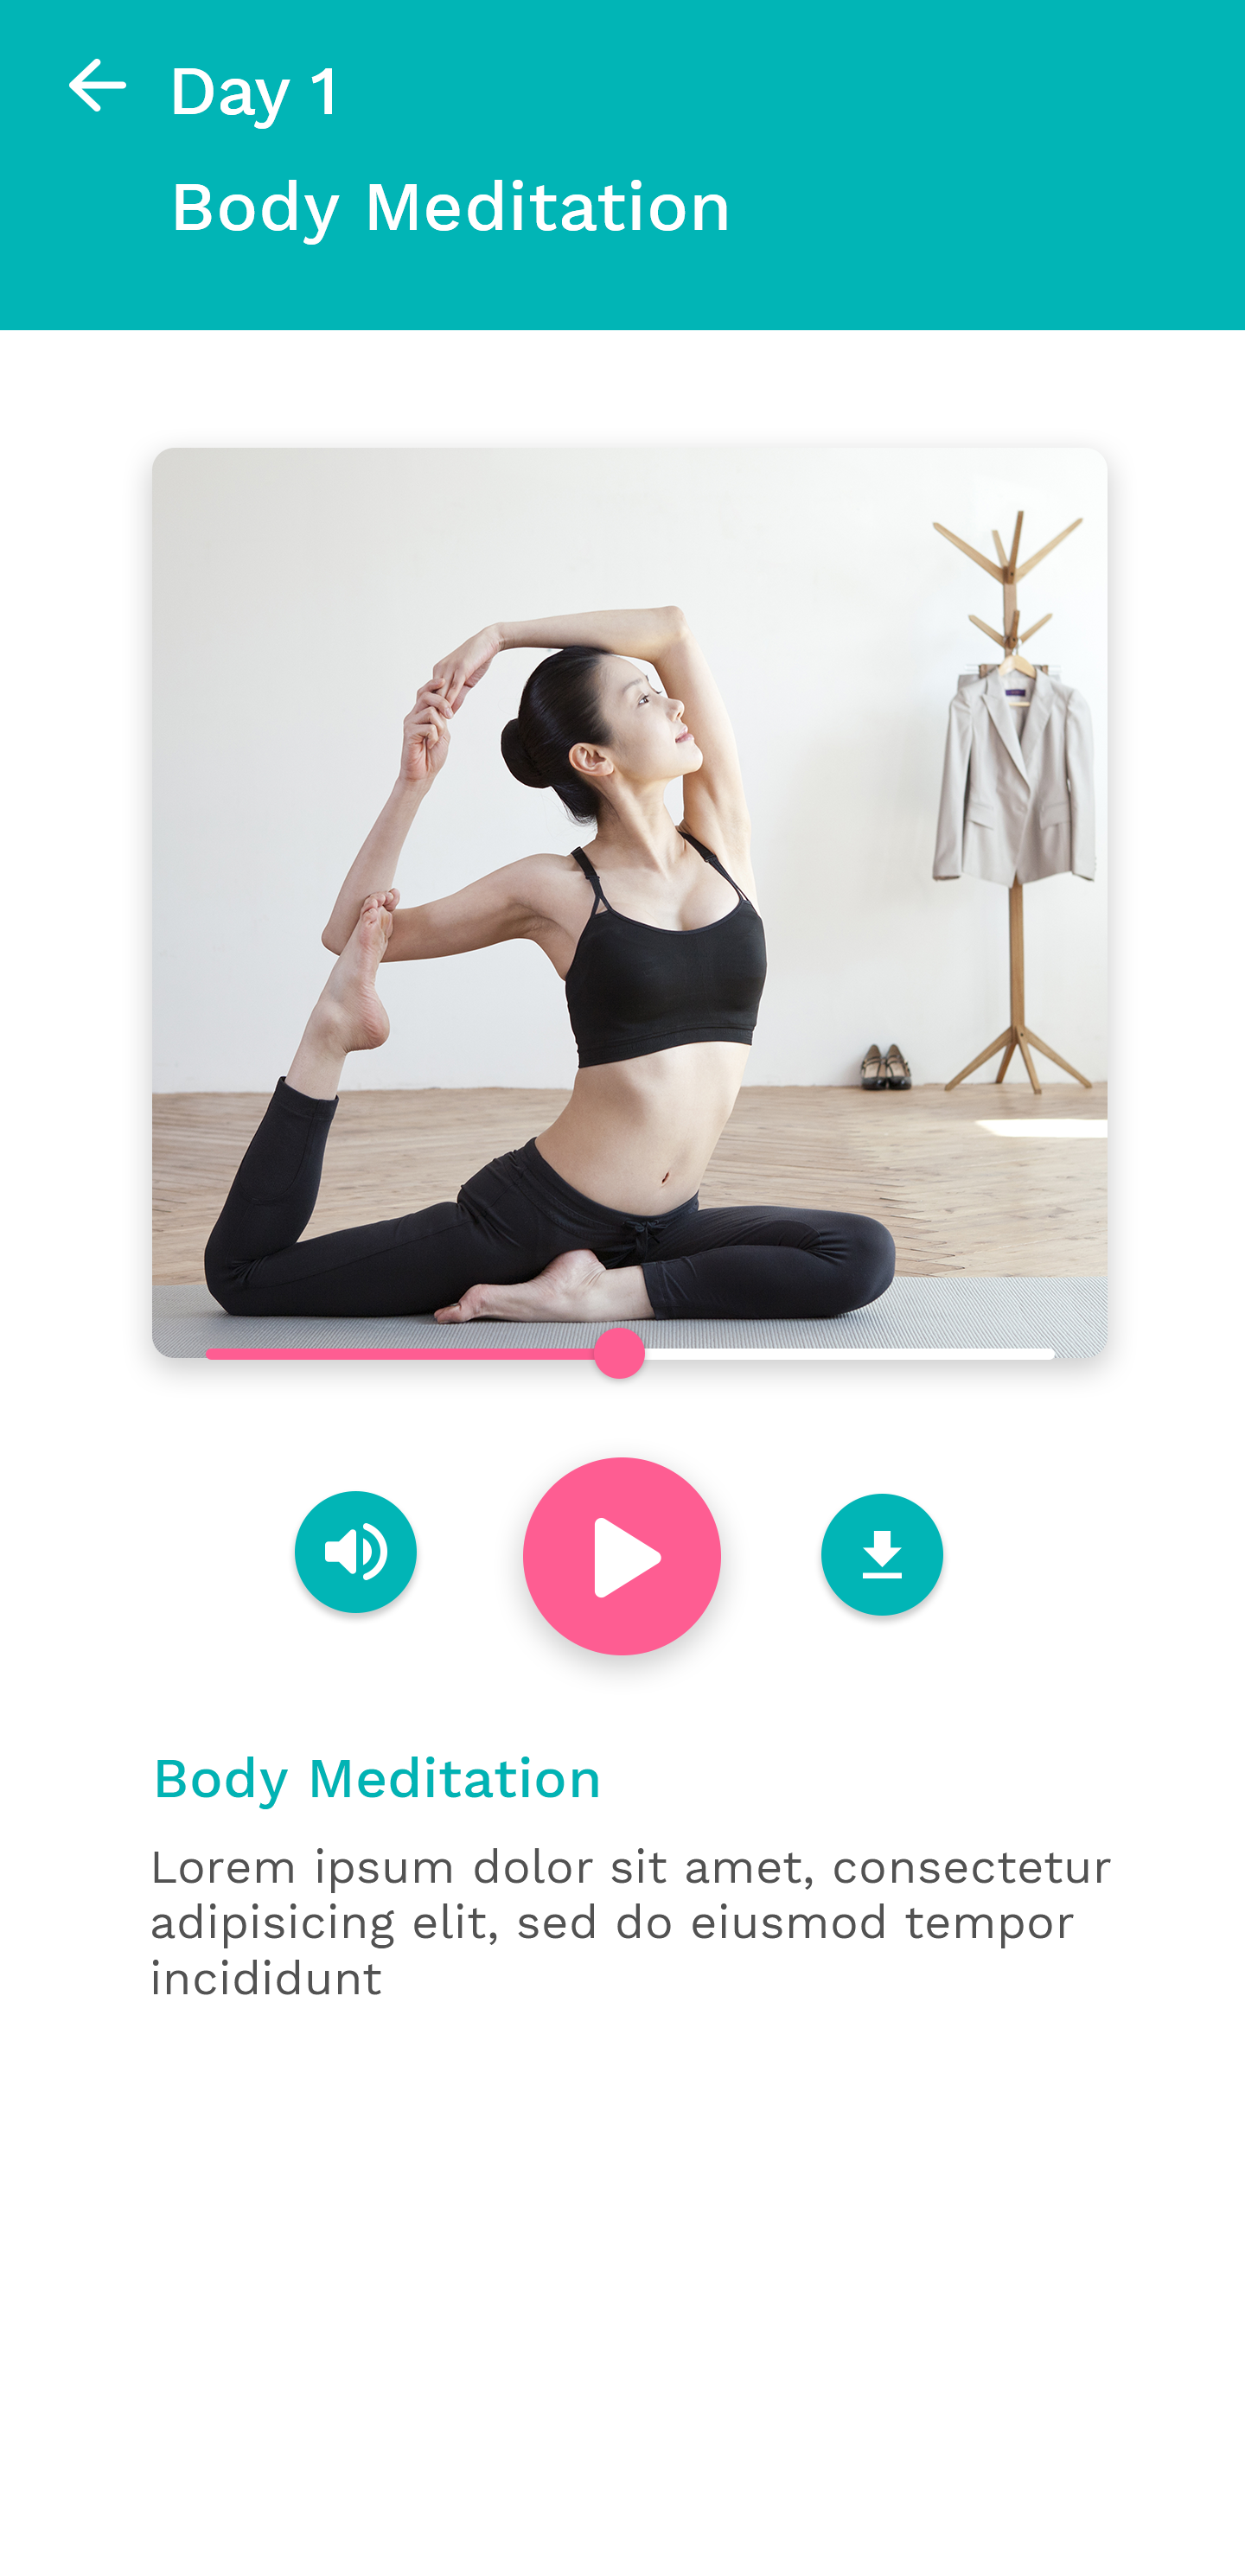 Day 1
Body Meditation
Body Meditation
Lorem ipsum dolor sit amet, consectetur
adipisicing elit, sed do eiusmod tempor
incididunt